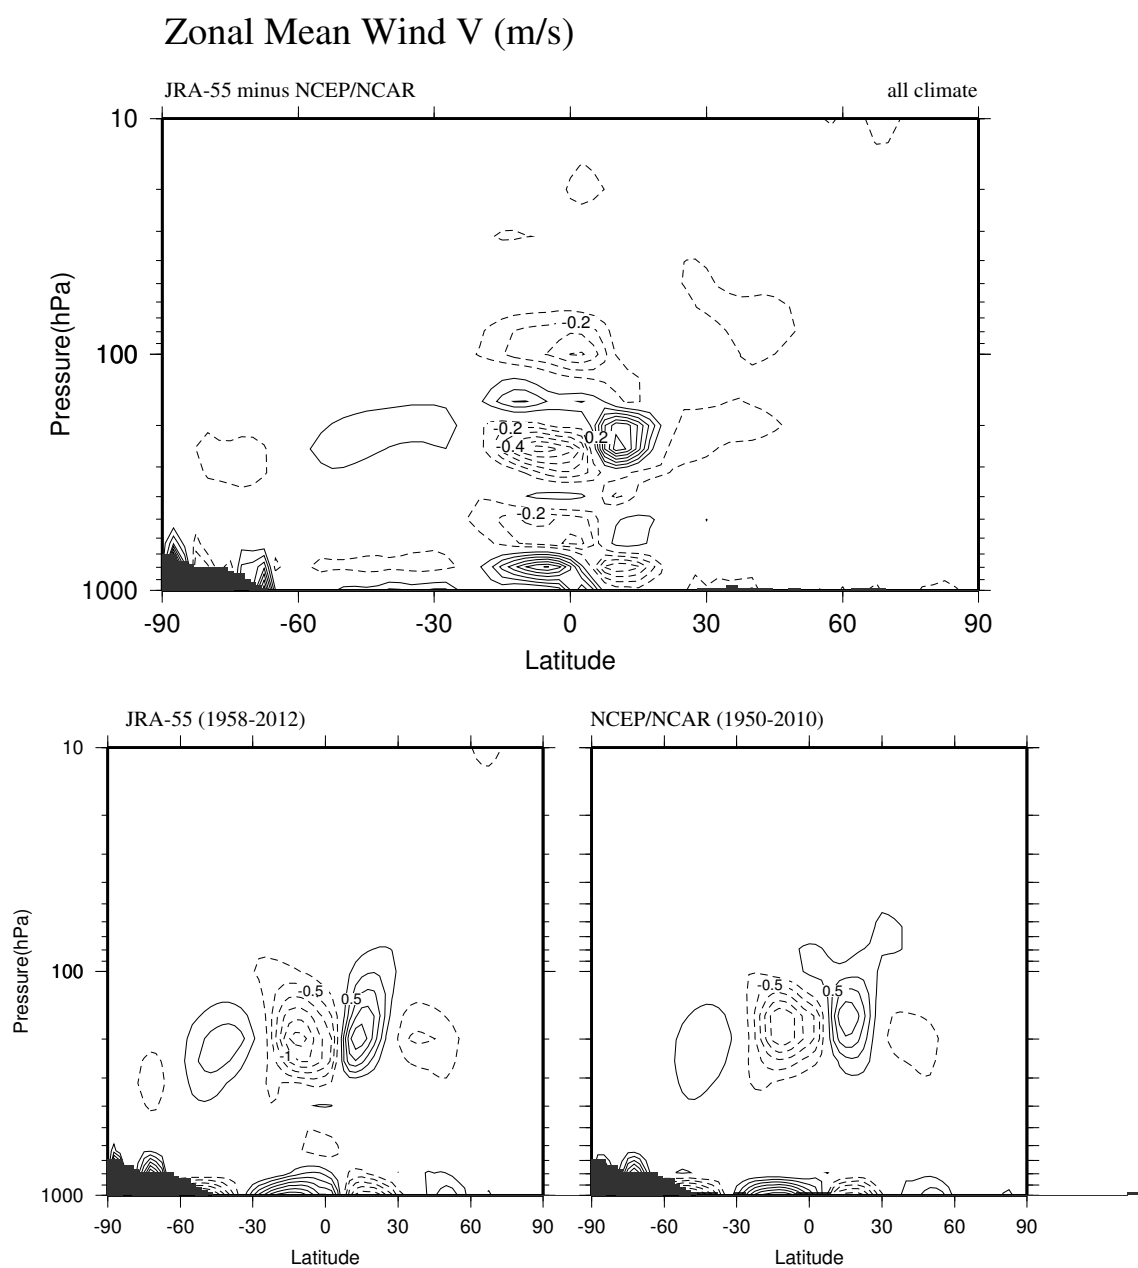 Zonal Mean Wind V (m/s)
JRA-55 minus NCEP/NCAR all climate
10
-0.2
100
Pressure(hPa)
-0.2
0.2
-0.4
-0.2
1000
-90 -60 -30 0 30 60 90
Latitude
JRA-55 (1958-2012) NCEP/NCAR (1950-2010)
10
100
-0.5 0.5 -0.5 0.5
Pressure(hPa)
-1
1000
-90 -60 -30 0 30 60 90 -90 -60 -30 0 30 60 90
Latitude Latitude